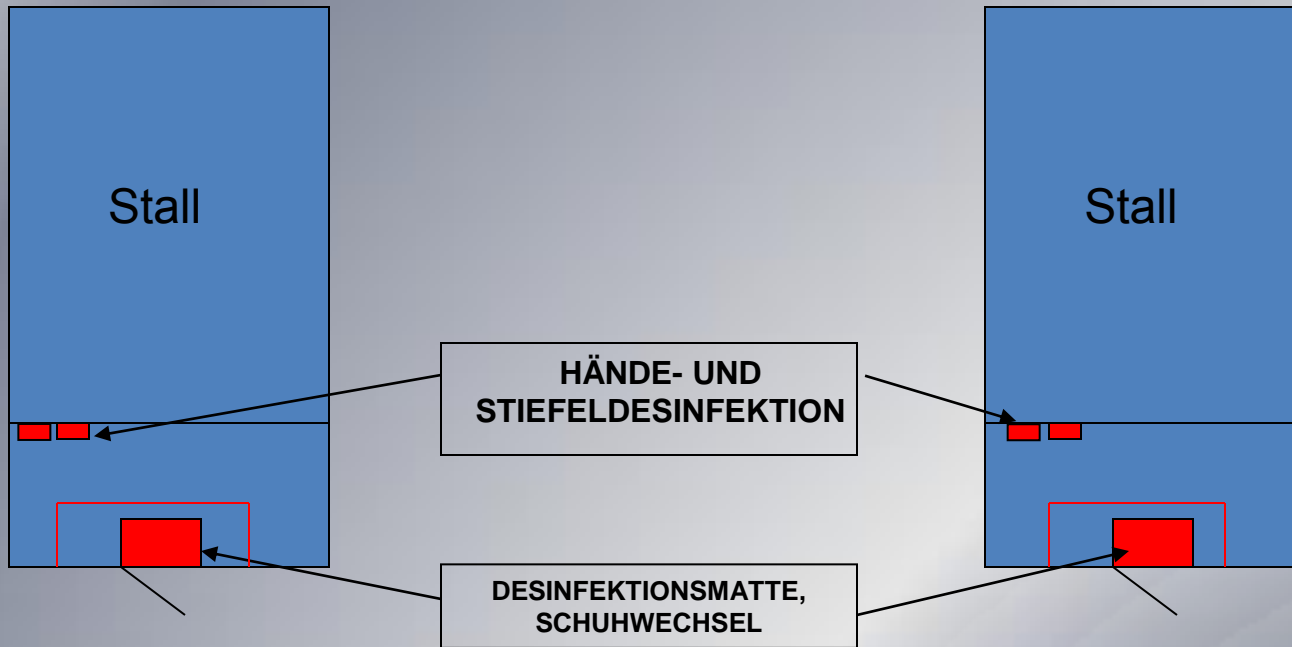 Stall
Stall
HÄNDE- UND
STIEFELDESINFEKTION
DESINFEKTIONSMATTE,
SCHUHWECHSEL